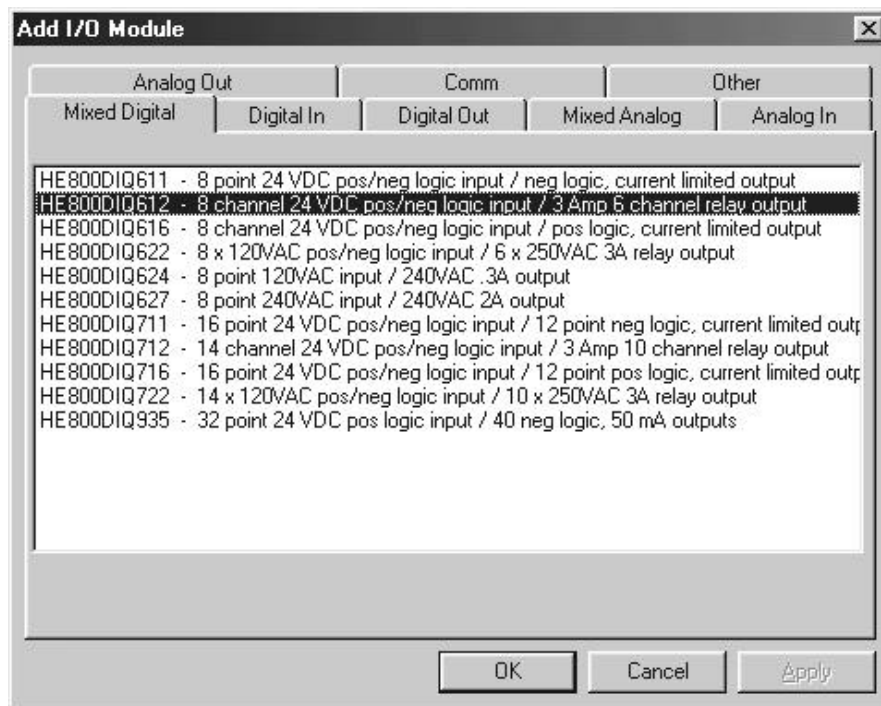 Add I/O Module
Analog Out Comm Other
Mixed Digital Digital In Digital Out Mixed Analog Analog In
HE800DIQ611 - 8 point 24 VDC pos/neg logic input / neg logic, current limited output
HE800DIQ612 - 8 channel 24 VDC pos/neg logic input / 3 Amp 6 channel relay output
HE800DIQ616 - 8 channel 24 VDC pos/neg logic input / pos logic, current limited output
HE800DIQ622 - 8 x 120VAC pos/neg logic input / 6 x 250VAC 3A relay output
HE800DIQ624 - 8 point 120VAC input / 240VAC .3A output
HE800DIQ627 - 8 point 240VAC input / 240VAC 2A output
HE800DIQ711 - 16 point 24 VDC pos/neg logic input / 12 point neg logic, current limited outp
HE800DIQ712 - 14 channel 24 VDC pos/neg logic input / 3 Amp 10 channel relay output
HE800DIQ716 - 16 point 24 VDC pos/neg logic input / 12 point pos logic, current limited outp
HE800DIQ722 - 14 x 120VAC pos/neg logic input / 10 x 250VAC 3A relay output
HE800DIQ935 - 32 point 24 VDC pos logic input / 40 neg logic, 50 mA outputs
OK Cancel Apply